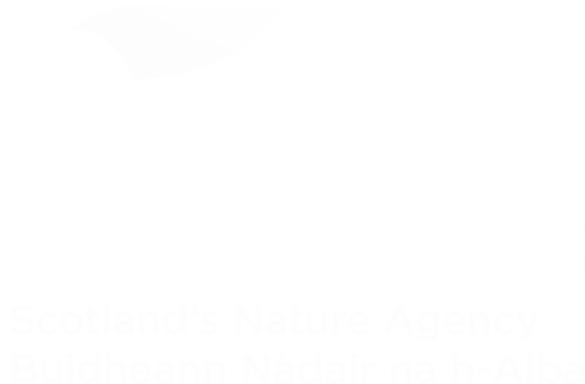 Scotland's Nature Agency
Buidheann Nàdair na h-Alba